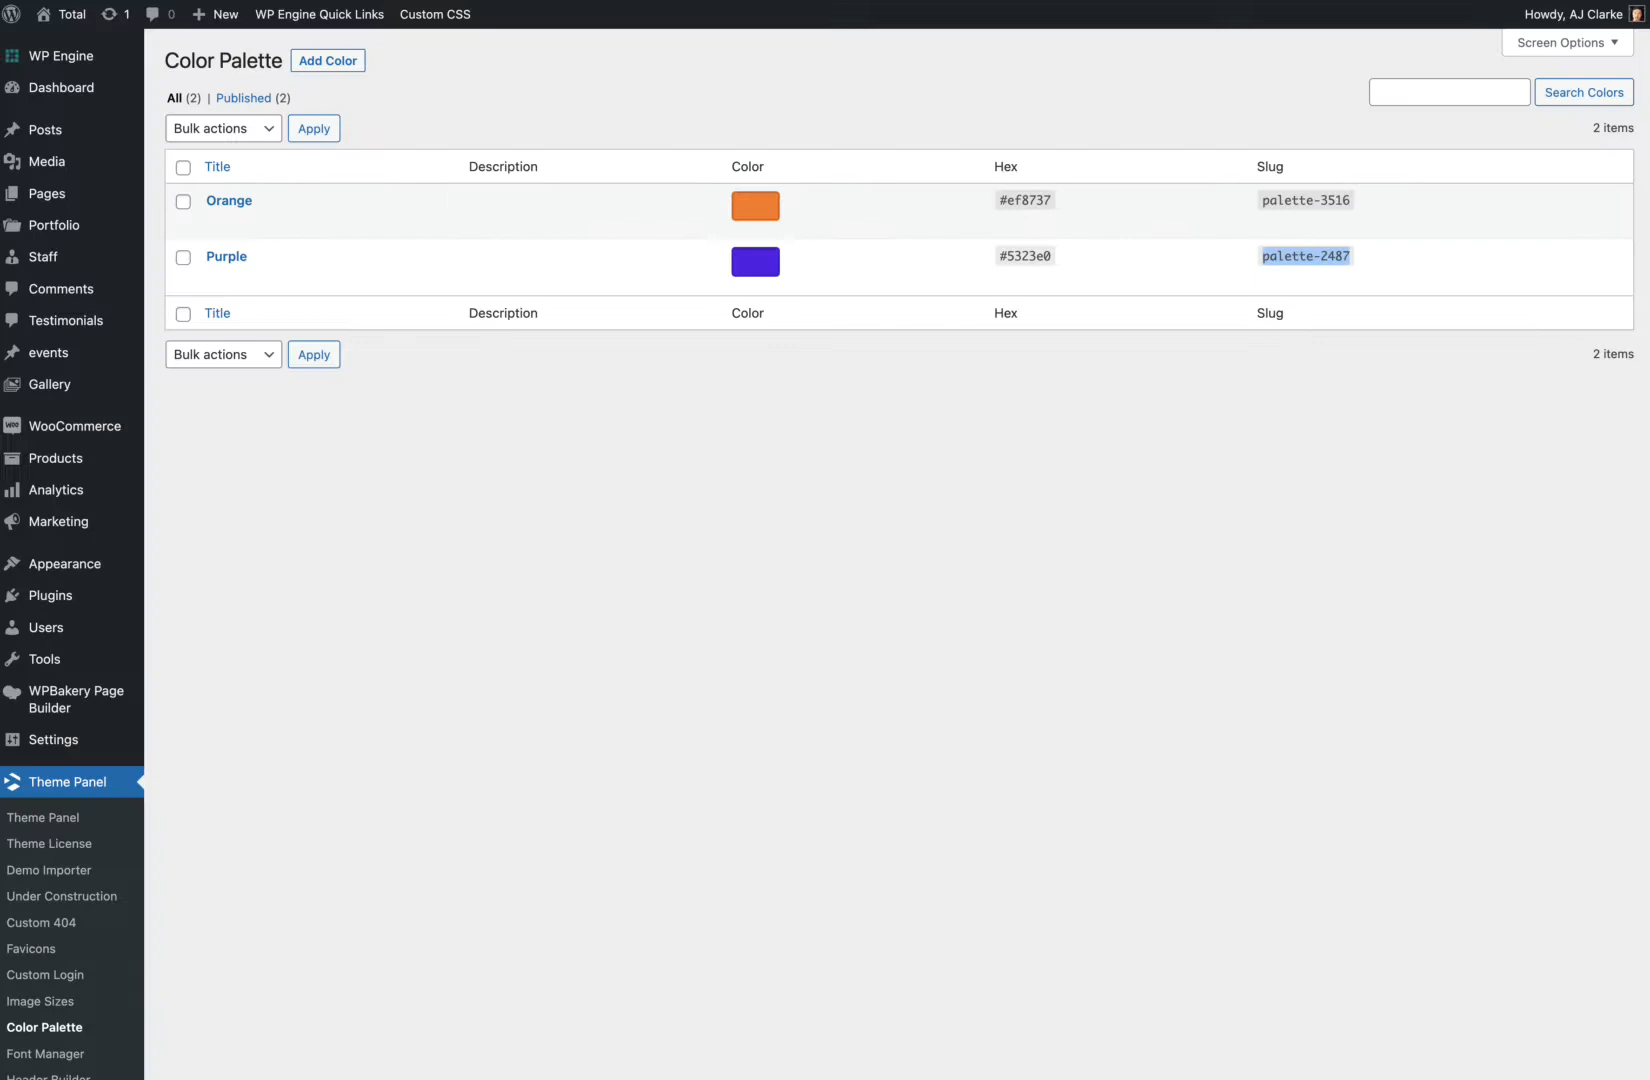 Total
1
0
New
WP Engine Quick Links
Custom CSS
Howdy, AJ Clarke
WP Engine
Dashboard
Posts
Media
Pages
Portfolio
Staff
Comments
Testimonials
events
Gallery
WooCommerce
Products
Analytics
Marketing
Appearance
Plugins
Users
Tools
WPBakery Page
Builder
Settings
Theme Panel
Theme Panel
Theme License
Demo Importer
Under Construction
Custom 404
Favicons
Custom Login
Image Sizes
Color Palette
Font Manager
Header Builder
Color Palette
Add Color
Screen Options
All (2) | Published (2)
Search Colors
Bulk actions
Apply
2 items
Title Description Color Hex Slug
Orange #ef8737 palette-3516
Purple #5323e0 palette-2487
Title Description Color Hex Slug
Bulk actions
Apply
2 items